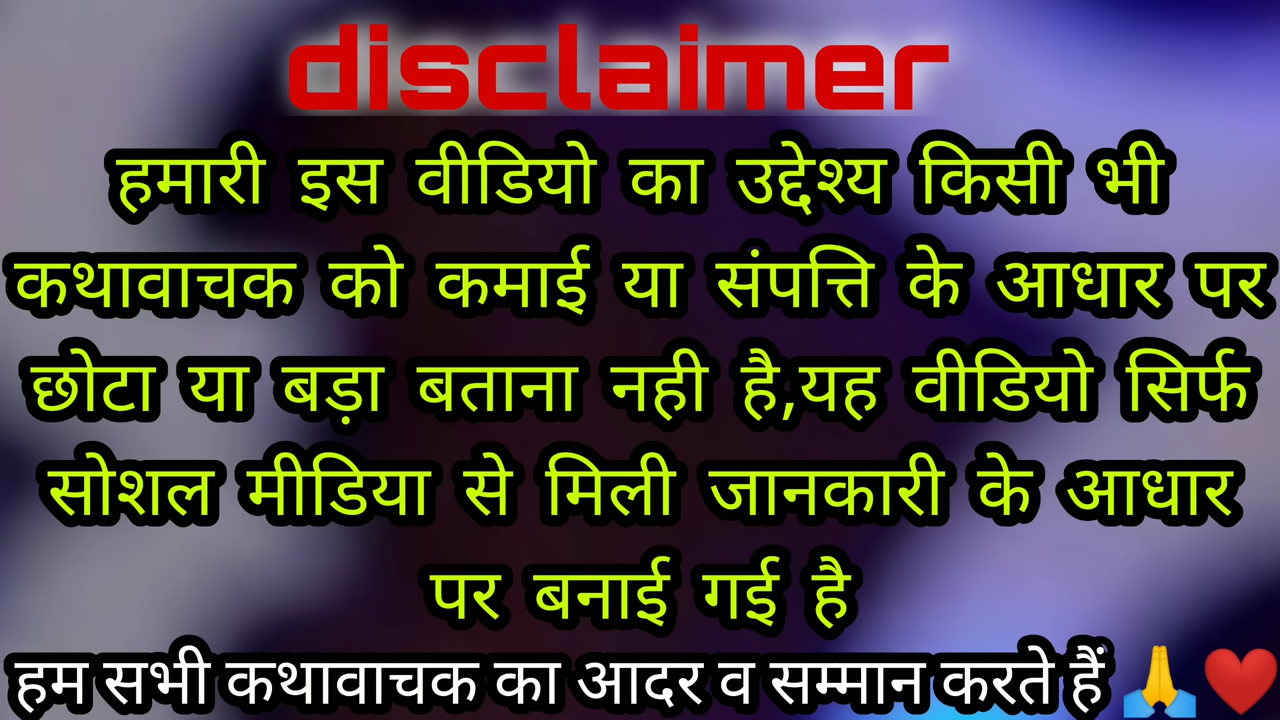 disclaimer
हमारी इस वीडियो का उद्देश्य किसी भी
कथावाचक को कमाई या संपत्ति के आधार पर
छोटा या बड़ा बताना नही है,यह वीडियो सिर्फ
सोशल मीडिया से मिली जानकारी के आधार
पर बनाई गई है
हम सभी कथावाचक का आदर व सम्मान करते हैं 🙏❤️